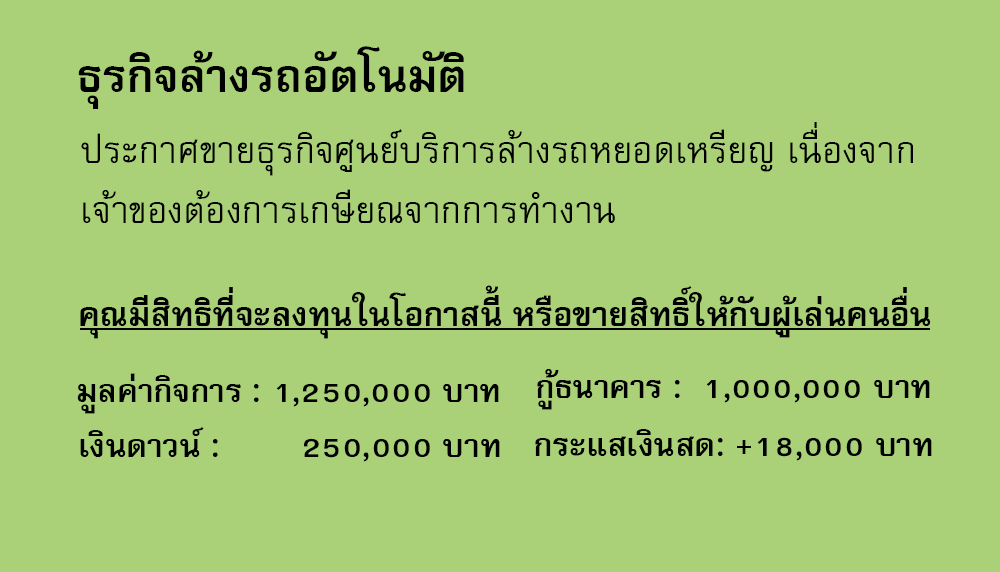 ธุรกิจล้างรถอัตโนมัติ
ประกาศขายธุรกิจศูนย์บริการล้างรถหยอดเหรียญ เนื่องจาก
เจ้าของต้องการเกษียณจากการทำงาน
คุณมีสิทธิที่จะลงทุนในโอกาสนี้ หรือขายสิทธิ์ให้กับผู้เล่นคนอื่น
มูลค่ากิจการ : 1,250,000 บาท กู้ธนาคาร : 1,000,000 บาท
เงินดาวน์ : 250,000 บาท กระแสเงินสด: +18,000 บาท